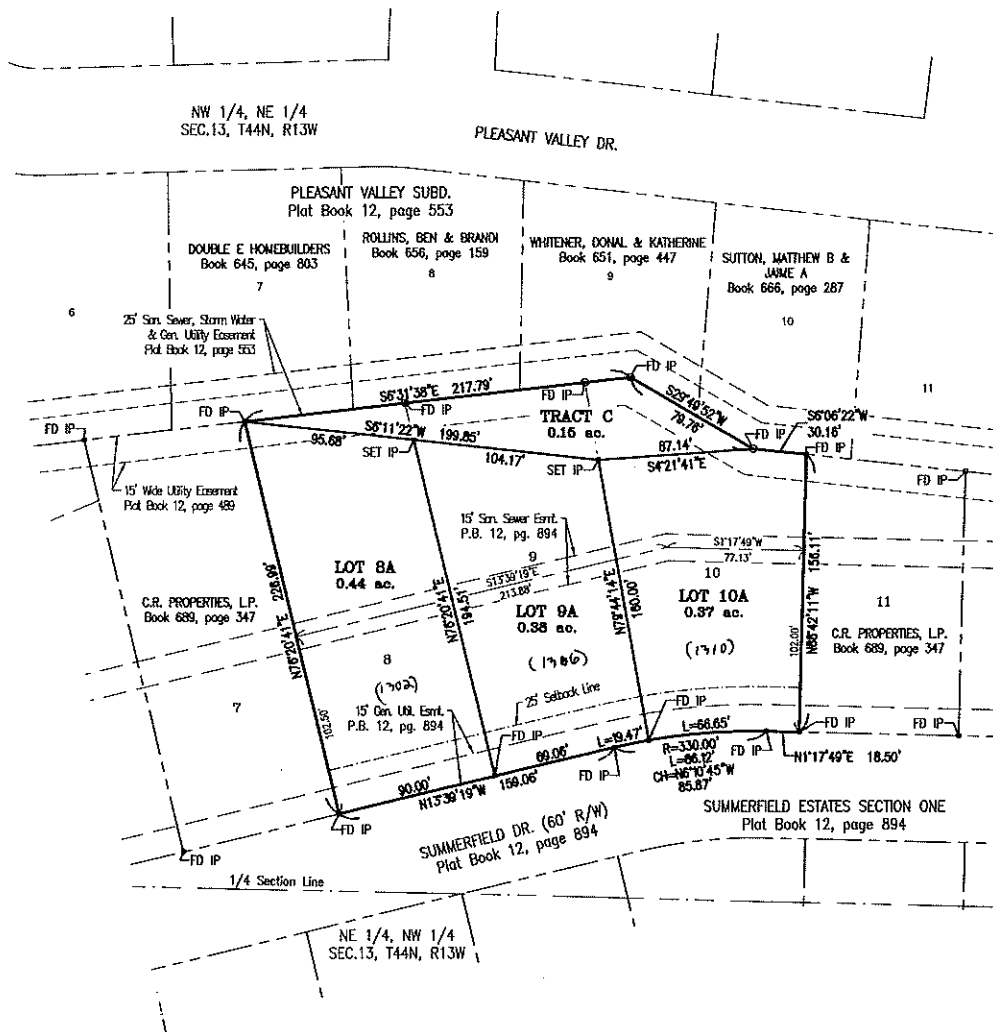 NW 1/4, NE 1/4
SEC.13, T44N, R13W
PLEASANT VALLEY DR.
PLEASANT VALLEY SUBD.
Plat Book 12, page 553
DOUBLE E HOMEBUILDERS
Book 645, page 803
7
ROLLINS, BEN & BRANDI
Book 656, page 159
8
WHITENER, DONAL & KATHERINE
Book 651, page 447
9
SUTTON, MATTHEW B &
JAIME A
Book 666, page 287
10
6
11
25' San. Sewer, Storm Water
& Gen. Utility Easement
Plat Book 12, page 553
FD IP
S6°31'38"E 217.79'
FD IP
FD IP
FD IP
S29°49'52"W
79.76'
S6°06'22"W
30.16'
FD IP
FD IP
FD IP
FD IP
TRACT C
0.16 ac.
S6°11'22"W 199.85'
95.68'
104.17'
SET IP
SET IP
87.14'
S4°21'41"E
15' Wide Utility Easement
Plat Book 12, page 489
15' San. Sewer Esmt.
P.B. 12, pg. 894
S1°17'49"W
77.13'
9
S13°39'19"E
213.88'
10
LOT 8A
0.44 ac.
LOT 9A
0.38 ac.
LOT 10A
0.37 ac.
N76°20'41"E 226.99'
102.50'
N76°20'41"E 194.51'
N79°44'14"E 160.00'
N88°42'11"W 156.11'
102.00'
C.R. PROPERTIES, L.P.
Book 689, page 347
11
C.R. PROPERTIES, L.P.
Book 689, page 347
7
8
(1302)
(1306)
(1310)
25' Setback Line
15' Gen. Util. Esmt.
P.B. 12, pg. 894
FD IP
90.00'
69.06'
N13°39'19"W 159.06'
L=19.47'
FD IP
FD IP
L=66.65'
R=330.00'
L=86.12'
CH=N6°10'45"W
85.87'
FD IP
FD IP
FD IP
N1°17'49"E 18.50'
FD IP
FD IP
SUMMERFIELD DR. (60' R/W)
Plat Book 12, page 894
SUMMERFIELD ESTATES SECTION ONE
Plat Book 12, page 894
1/4 Section Line
NE 1/4, NW 1/4
SEC.13, T44N, R13W